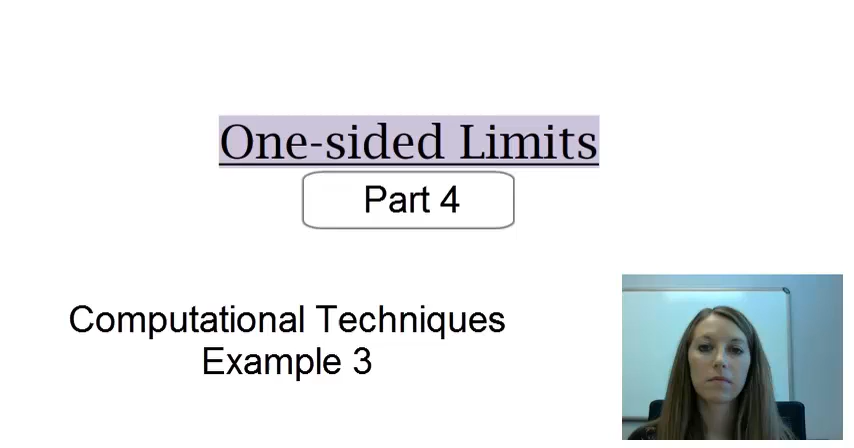 One-sided Limits
Part 4
Computational Techniques
Example 3